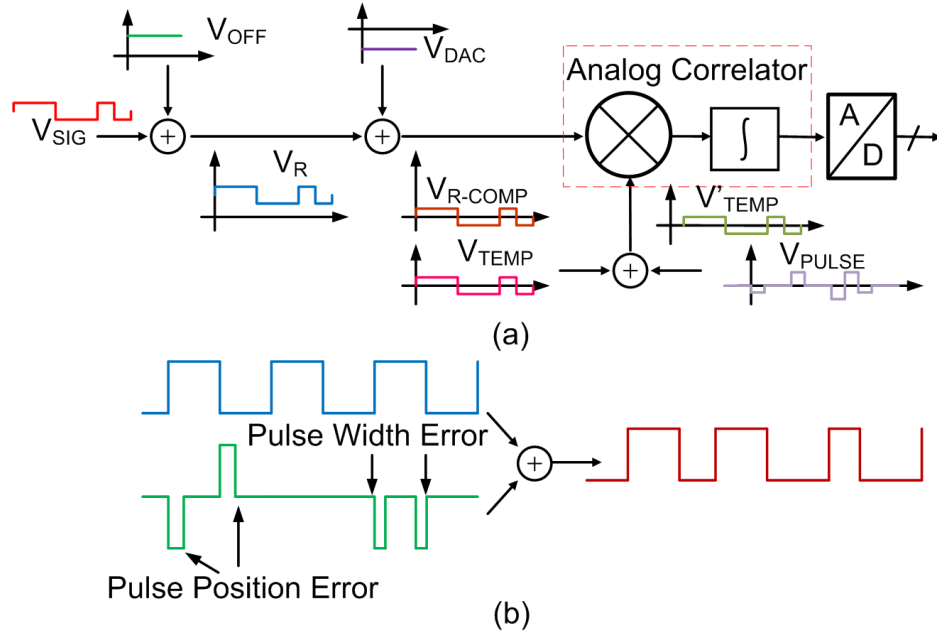 V_OFF
V_DAC
Analog Correlator
V_SIG
∫
A
D
V_R
V_R-COMP
V'_TEMP
V_TEMP
V_PULSE
(a)
Pulse Width Error
Pulse Position Error
(b)